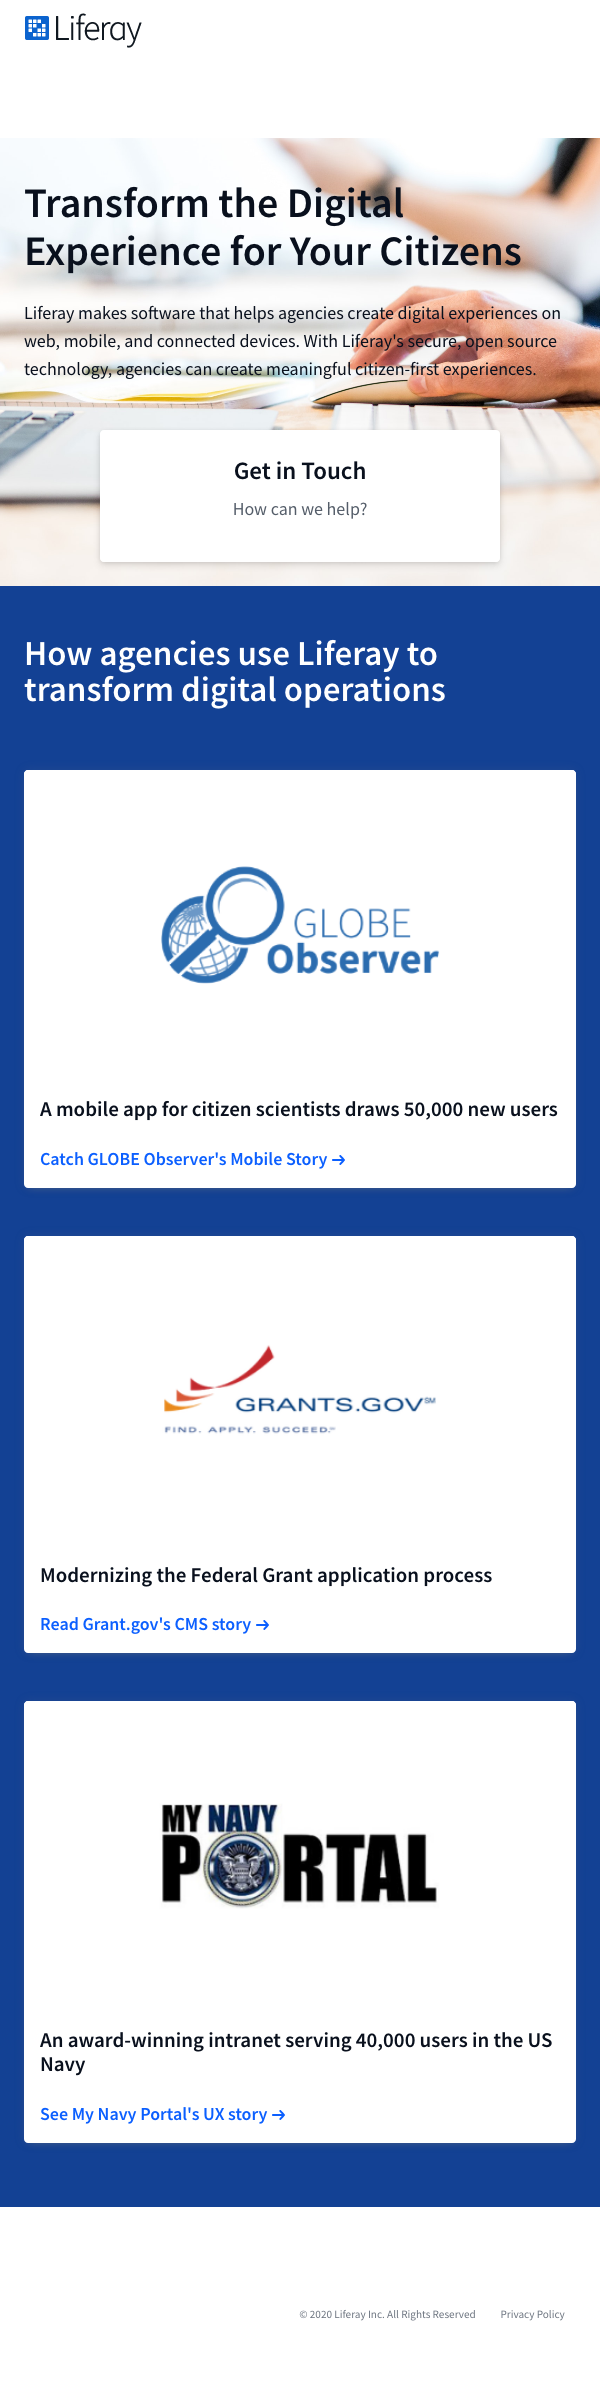 Liferay
Transform the Digital
Experience for Your Citizens
Liferay makes software that helps agencies create digital experiences on
web, mobile, and connected devices. With Liferay's secure, open source
technology, agencies can create meaningful citizen-first experiences.
Get in Touch
How can we help?
How agencies use Liferay to
transform digital operations
GLOBE
Observer
A mobile app for citizen scientists draws 50,000 new users
Catch GLOBE Observer's Mobile Story →
GRANTS.GOV℠
FIND. APPLY. SUCCEED.™
Modernizing the Federal Grant application process
Read Grant.gov's CMS story →
MY NAVY
PORTAL
An award-winning intranet serving 40,000 users in the US
Navy
See My Navy Portal's UX story →
© 2020 Liferay Inc. All Rights Reserved Privacy Policy